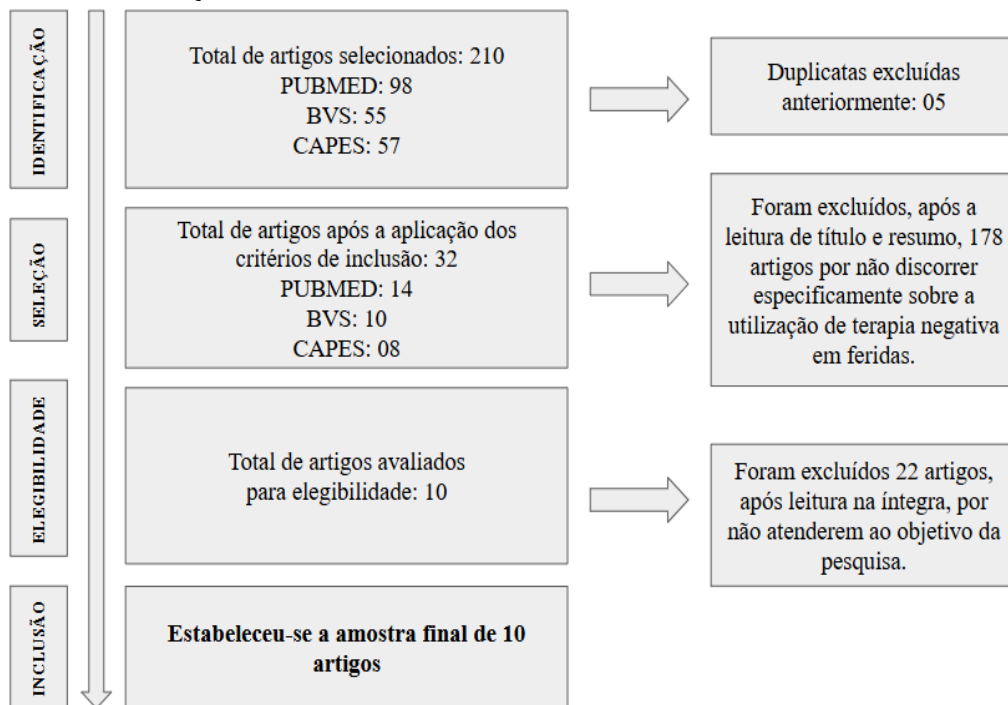 IDENTIFICAÇÃO
Total de artigos selecionados: 210
PUBMED: 98
BVS: 55
CAPES: 57
Duplicatas excluídas
anteriormente: 05
SELEÇÃO
Total de artigos após a aplicação dos
critérios de inclusão: 32
PUBMED: 14
BVS: 10
CAPES: 08
Foram excluídos, após a
leitura de título e resumo, 178
artigos por não discorrer
especificamente sobre a
utilização de terapia negativa
em feridas.
ELEGIBILIDADE
Total de artigos avaliados
para elegibilidade: 10
Foram excluídos 22 artigos,
após leitura na íntegra, por
não atenderem ao objetivo da
pesquisa.
INCLUSÃO
Estabeleceu-se a amostra final de 10
artigos